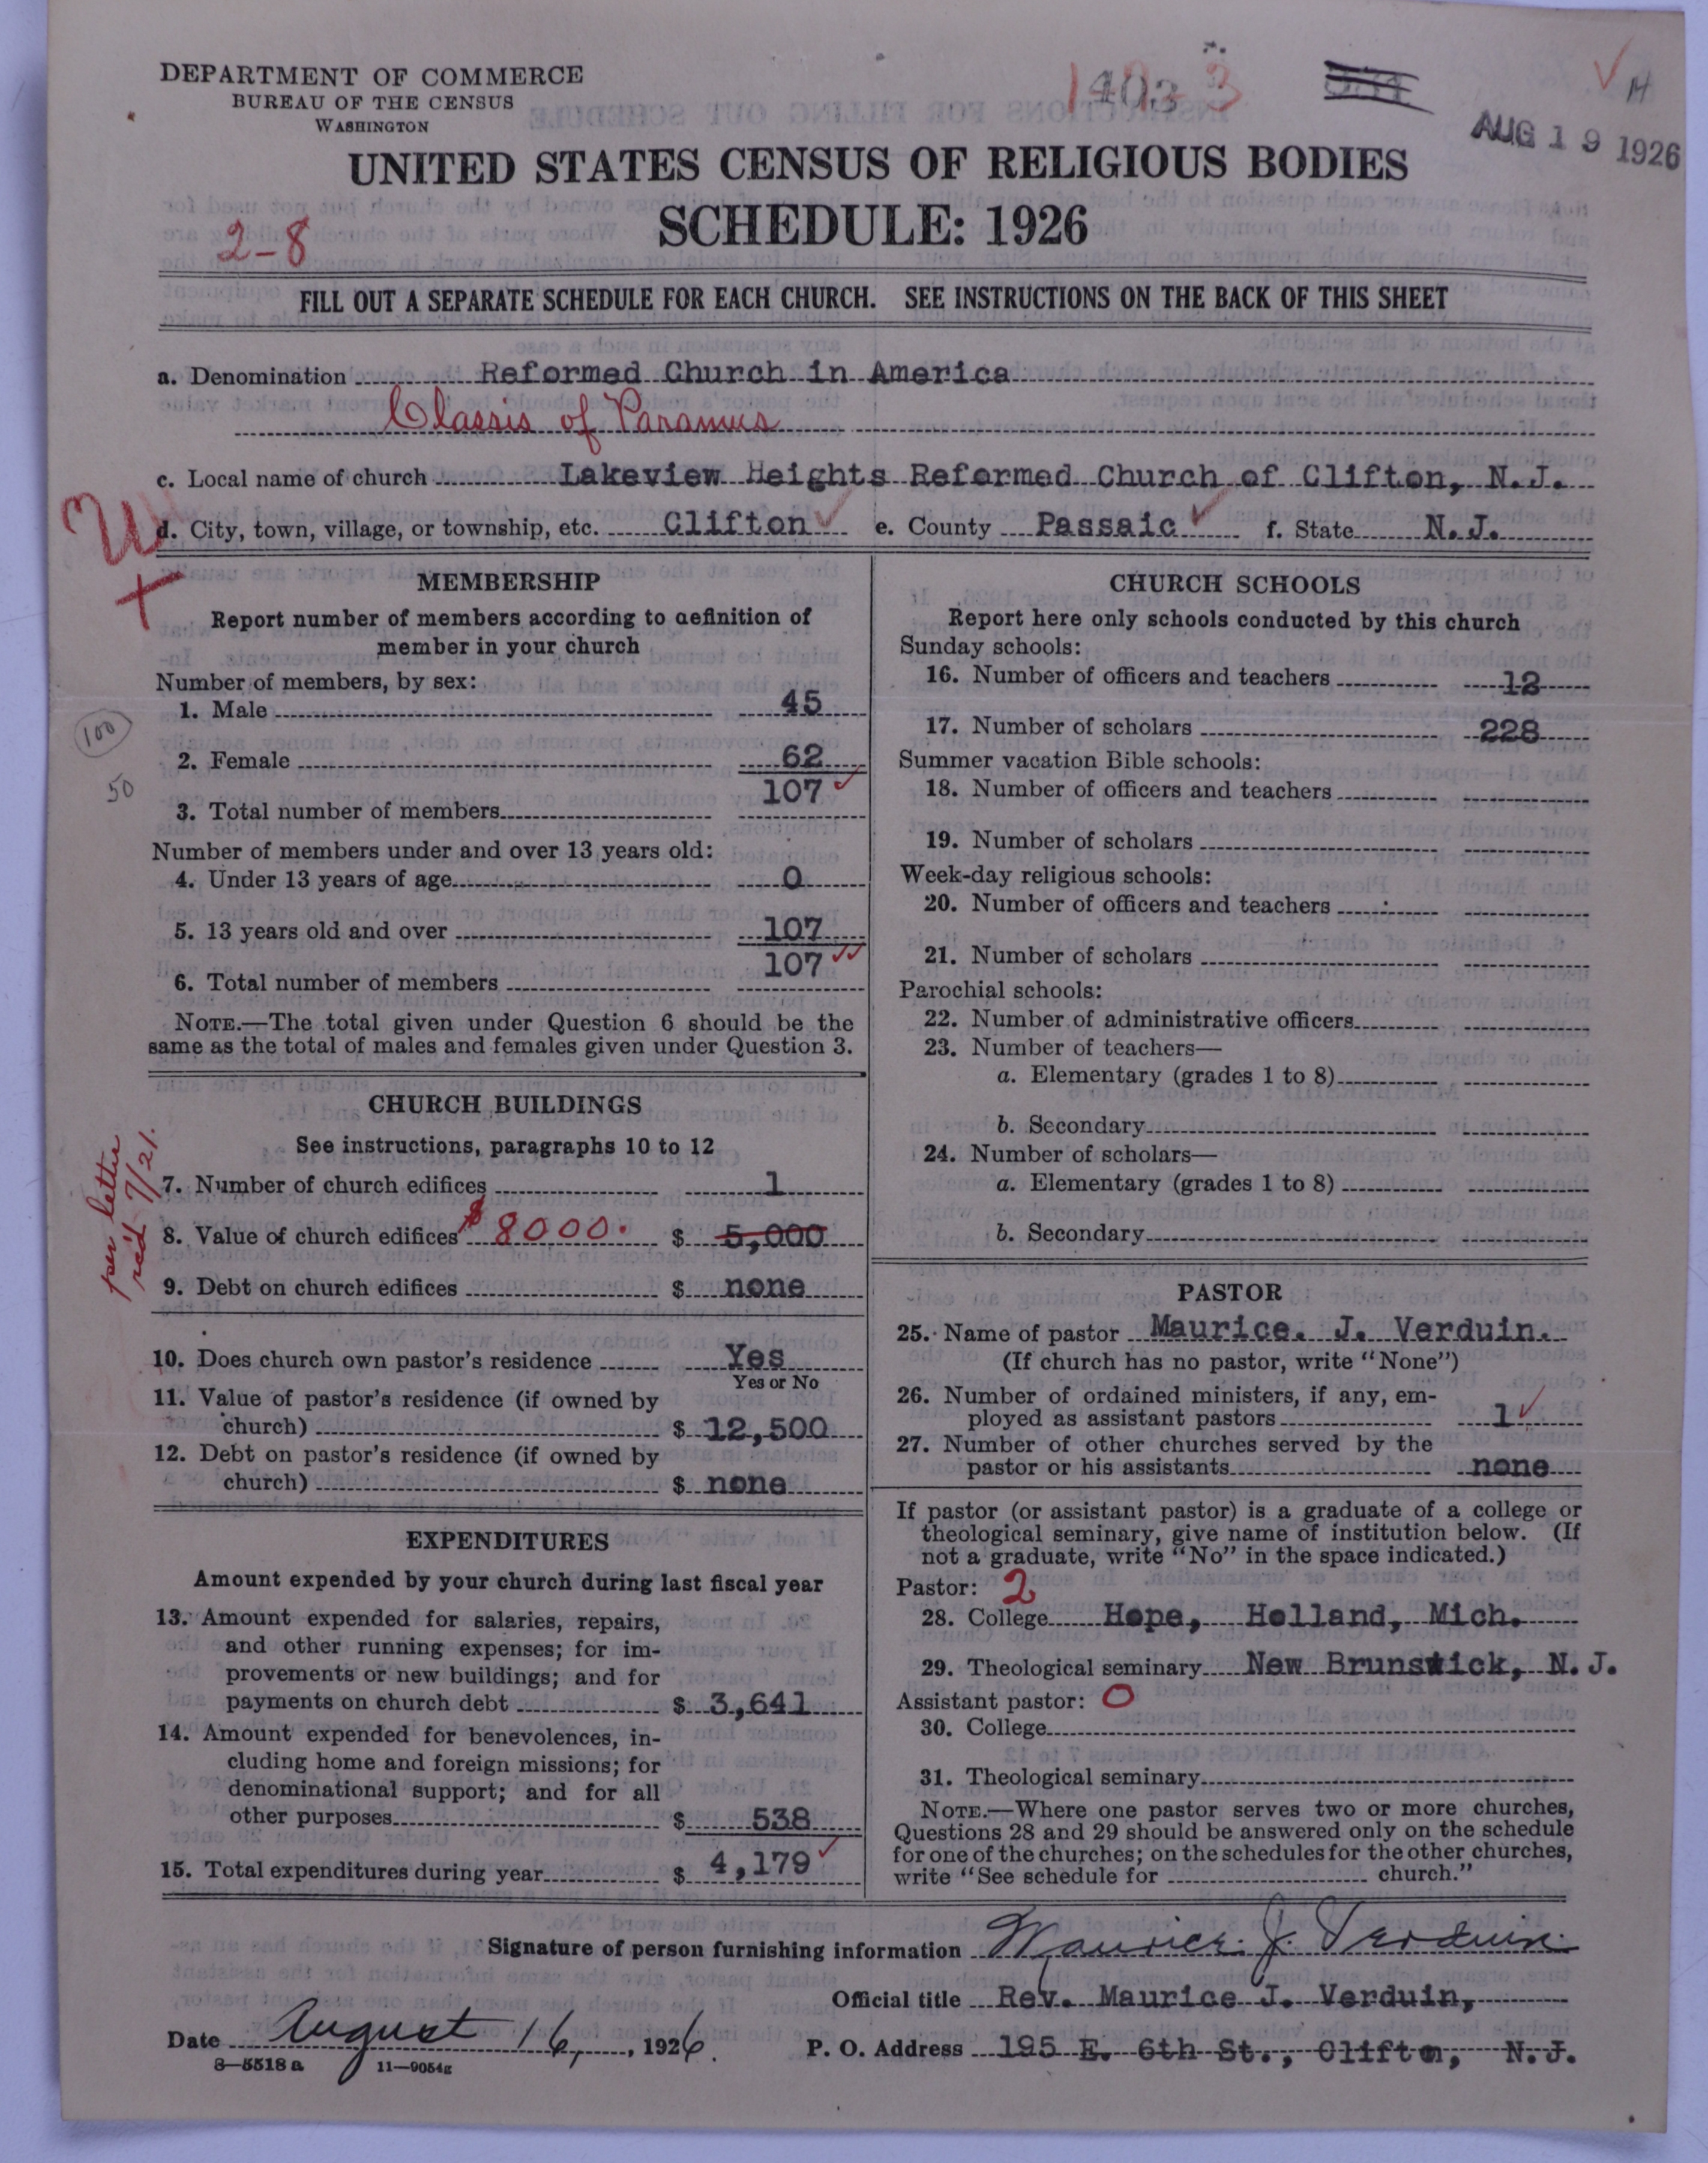 DEPARTMENT OF COMMERCE
BUREAU OF THE CENSUS
WASHINGTON
1403
3
H
AUG 19 1926
UNITED STATES CENSUS OF RELIGIOUS BODIES
SCHEDULE: 1926
2-8
FILL OUT A SEPARATE SCHEDULE FOR EACH CHURCH. SEE INSTRUCTIONS ON THE BACK OF THIS SHEET
a. Denomination Reformed Church in America
Classis of Paramus
c. Local name of church Lakeview Heights Reformed Church of Clifton, N.J.
U
d. City, town, village, or township, etc. Clifton e. County Passaic f. State N.J.
MEMBERSHIP
Report number of members according to definition of
member in your church
Number of members, by sex:
1. Male 45
100
2. Female 62
50
107
3. Total number of members
Number of members under and over 13 years old:
4. Under 13 years of age 0
5. 13 years old and over 107
107
6. Total number of members
NOTE.—The total given under Question 6 should be the
same as the total of males and females given under Question 3.
CHURCH BUILDINGS
See instructions, paragraphs 10 to 12
per letter
rec'd 7/21.
7. Number of church edifices 1
8. Value of church edifices $8000. $ 5,000
9. Debt on church edifices $ none
10. Does church own pastor's residence Yes
Yes or No
11. Value of pastor's residence (if owned by
church) $ 12,500
12. Debt on pastor's residence (if owned by
church) $ none
EXPENDITURES
Amount expended by your church during last fiscal year
13. Amount expended for salaries, repairs,
and other running expenses; for im-
provements or new buildings; and for
payments on church debt $ 3,641
14. Amount expended for benevolences, in-
cluding home and foreign missions; for
denominational support; and for all
other purposes $ 538
15. Total expenditures during year $ 4,179
CHURCH SCHOOLS
Report here only schools conducted by this church
Sunday schools:
16. Number of officers and teachers 12
17. Number of scholars 228
Summer vacation Bible schools:
18. Number of officers and teachers
19. Number of scholars
Week-day religious schools:
20. Number of officers and teachers
21. Number of scholars
Parochial schools:
22. Number of administrative officers
23. Number of teachers—
a. Elementary (grades 1 to 8)
b. Secondary
24. Number of scholars—
a. Elementary (grades 1 to 8)
b. Secondary
PASTOR
25. Name of pastor Maurice. J. Verduin.
(If church has no pastor, write "None")
26. Number of ordained ministers, if any, em-
ployed as assistant pastors 1
27. Number of other churches served by the
pastor or his assistants none
If pastor (or assistant pastor) is a graduate of a college or
theological seminary, give name of institution below. (If
not a graduate, write "No" in the space indicated.)
Pastor: 2
28. College Hope, Holland, Mich.
29. Theological seminary New Brunswick, N.J.
Assistant pastor: 0
30. College
31. Theological seminary
NOTE.—Where one pastor serves two or more churches,
Questions 28 and 29 should be answered only on the schedule
for one of the churches; on the schedules for the other churches,
write "See schedule for church."
Signature of person furnishing information Maurice. J. Verduin.
Official title Rev. Maurice J. Verduin,
Date August 16, 1926.
P. O. Address 195 E. 6th St., Clifton, N.J.
8—5518 a 11—9054g